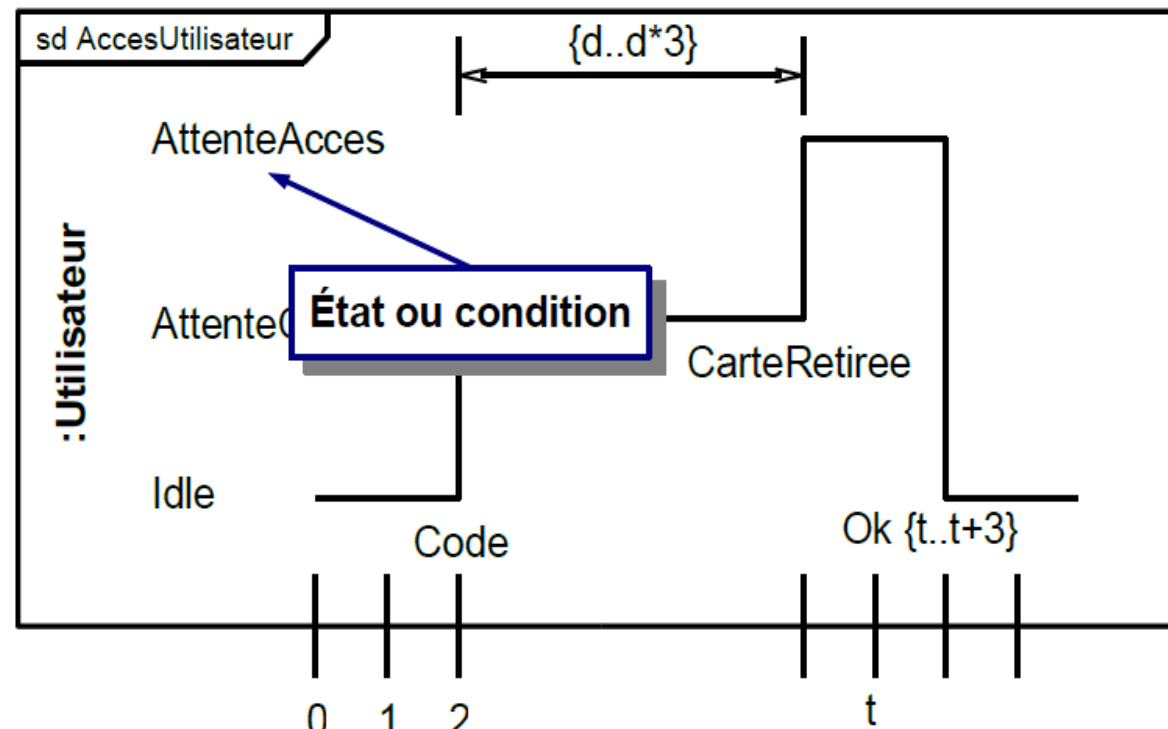 sd AccesUtilisateur
{d..d*3}
AttenteAcces
:Utilisateur
État ou condition
CarteRetiree
Idle
Code
Ok {t..t+3}
0 1 2 t